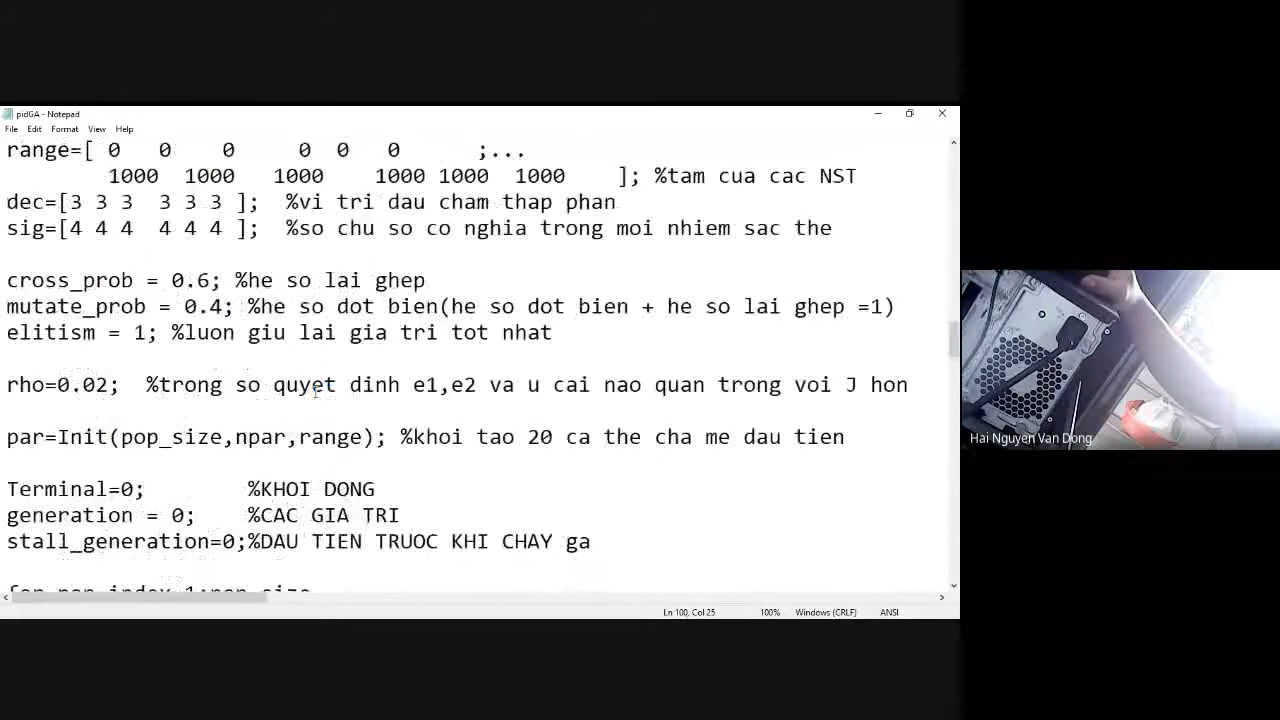 pidGA - Notepad
File Edit Format View Help
range=[ 0 0 0 0 0 0 ;...
1000 1000 1000 1000 1000 1000 ]; %tam cua cac NST
dec=[3 3 3 3 3 3 ]; %vi tri dau cham thap phan
sig=[4 4 4 4 4 4 ]; %so chu so co nghia trong moi nhiem sac the
cross_prob = 0.6; %he so lai ghep
mutate_prob = 0.4; %he so dot bien(he so dot bien + he so lai ghep =1)
elitism = 1; %luon giu lai gia tri tot nhat
rho=0.02; %trong so quyet dinh e1,e2 va u cai nao quan trong voi J hon
par=Init(pop_size,npar,range); %khoi tao 20 ca the cha me dau tien
Terminal=0; %KHOI DONG
generation = 0; %CAC GIA TRI
stall_generation=0;%DAU TIEN TRUOC KHI CHAY ga
Ln 100, Col 25 100% Windows (CRLF) ANSI
Hai Nguyen Van Dong